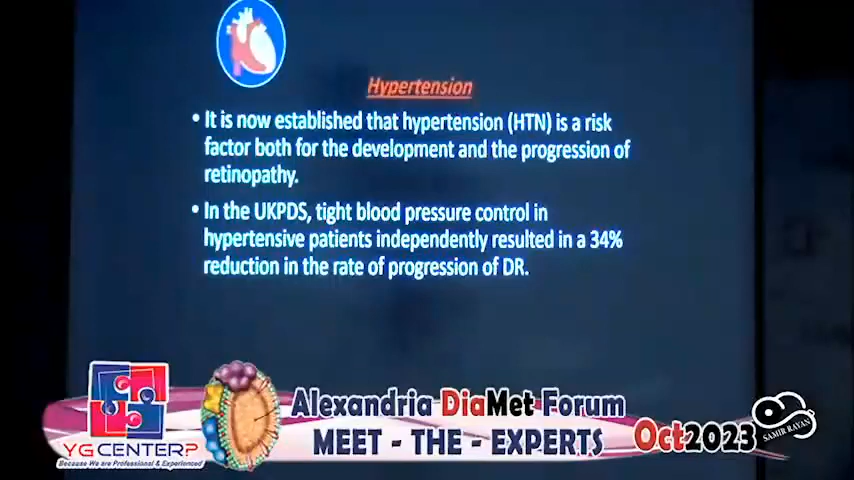 Hypertension
• It is now established that hypertension (HTN) is a risk
factor both for the development and the progression of
retinopathy.
• In the UKPDS, tight blood pressure control in
hypertensive patients independently resulted in a 34%
reduction in the rate of progression of DR.
Alexandria DiaMet Forum
MEET - THE - EXPERTS
Oct2023
YGCENTERP
Because We are Professional & Experienced
SAMIR RAYAN